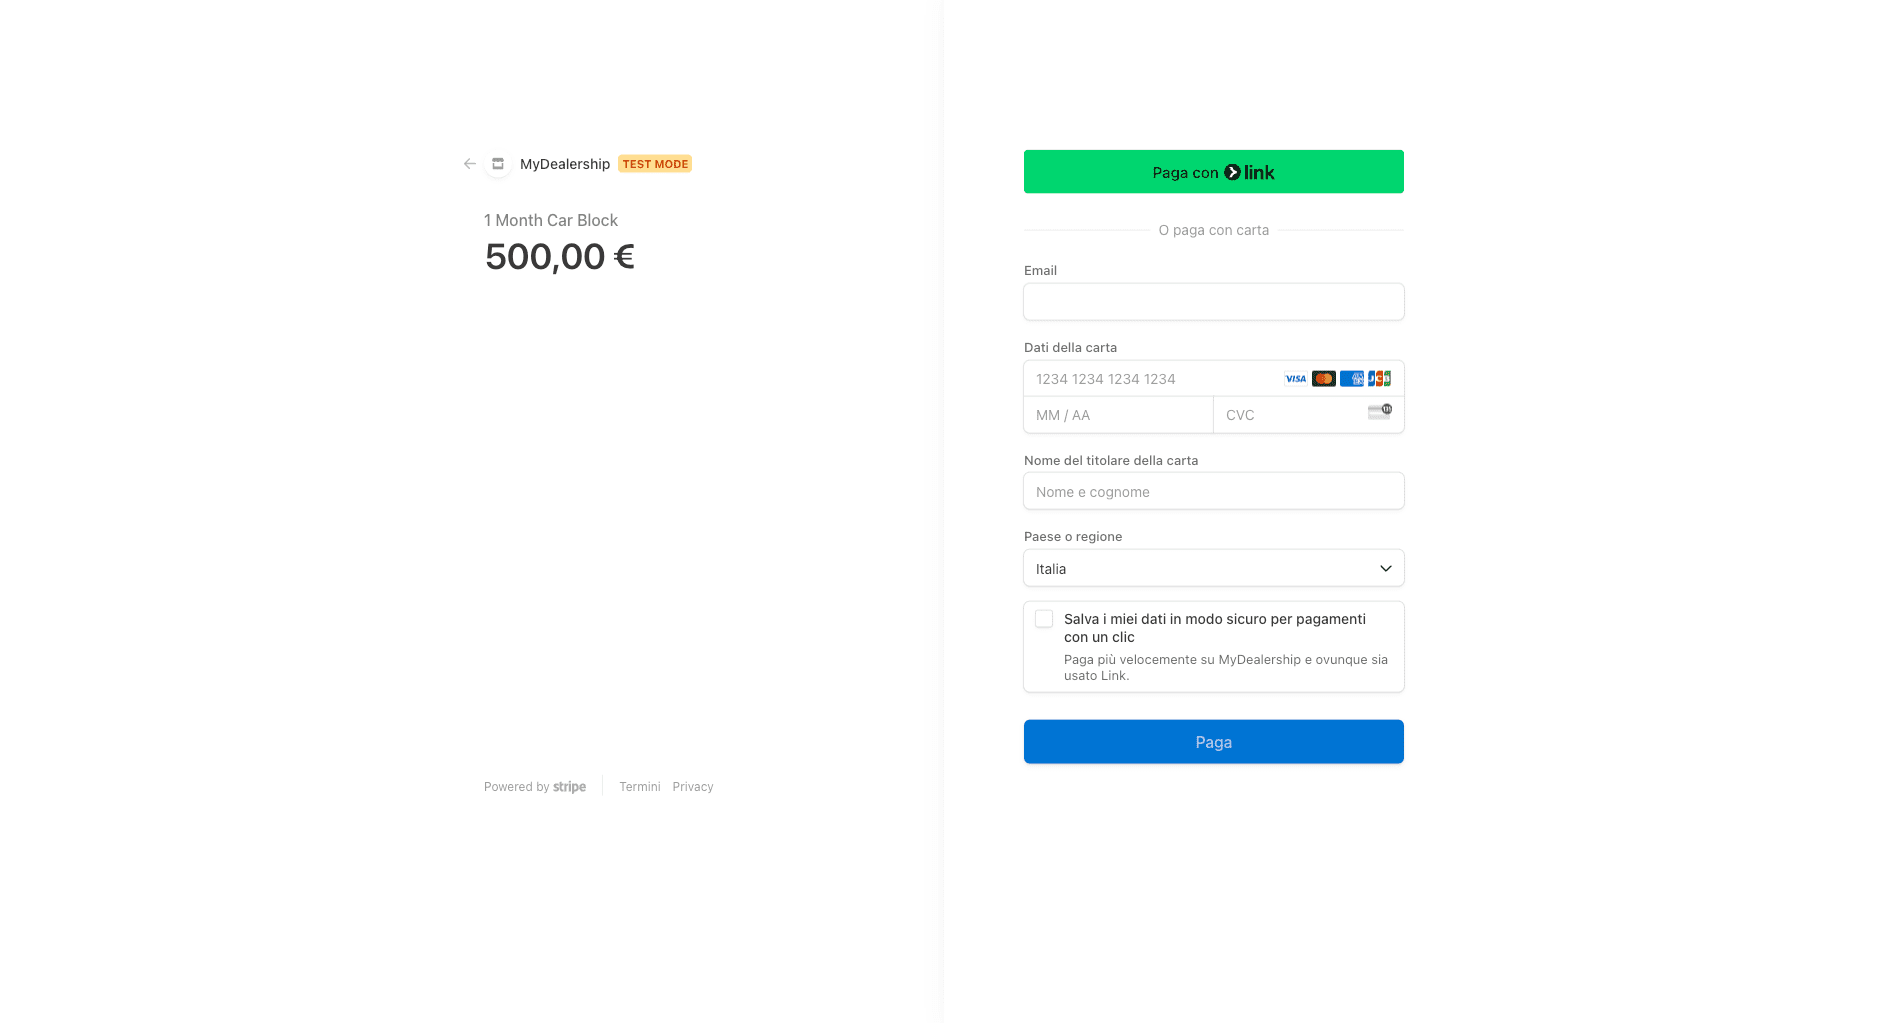 MyDealership TEST MODE
1 Month Car Block
500,00 €
Powered by stripe Termini Privacy
Paga con link
O paga con carta
Email
Dati della carta
1234 1234 1234 1234 VISA JCB
MM / AA CVC
Nome del titolare della carta
Nome e cognome
Paese o regione
Italia
Salva i miei dati in modo sicuro per pagamenti
con un clic
Paga più velocemente su MyDealership e ovunque sia
usato Link.
Paga